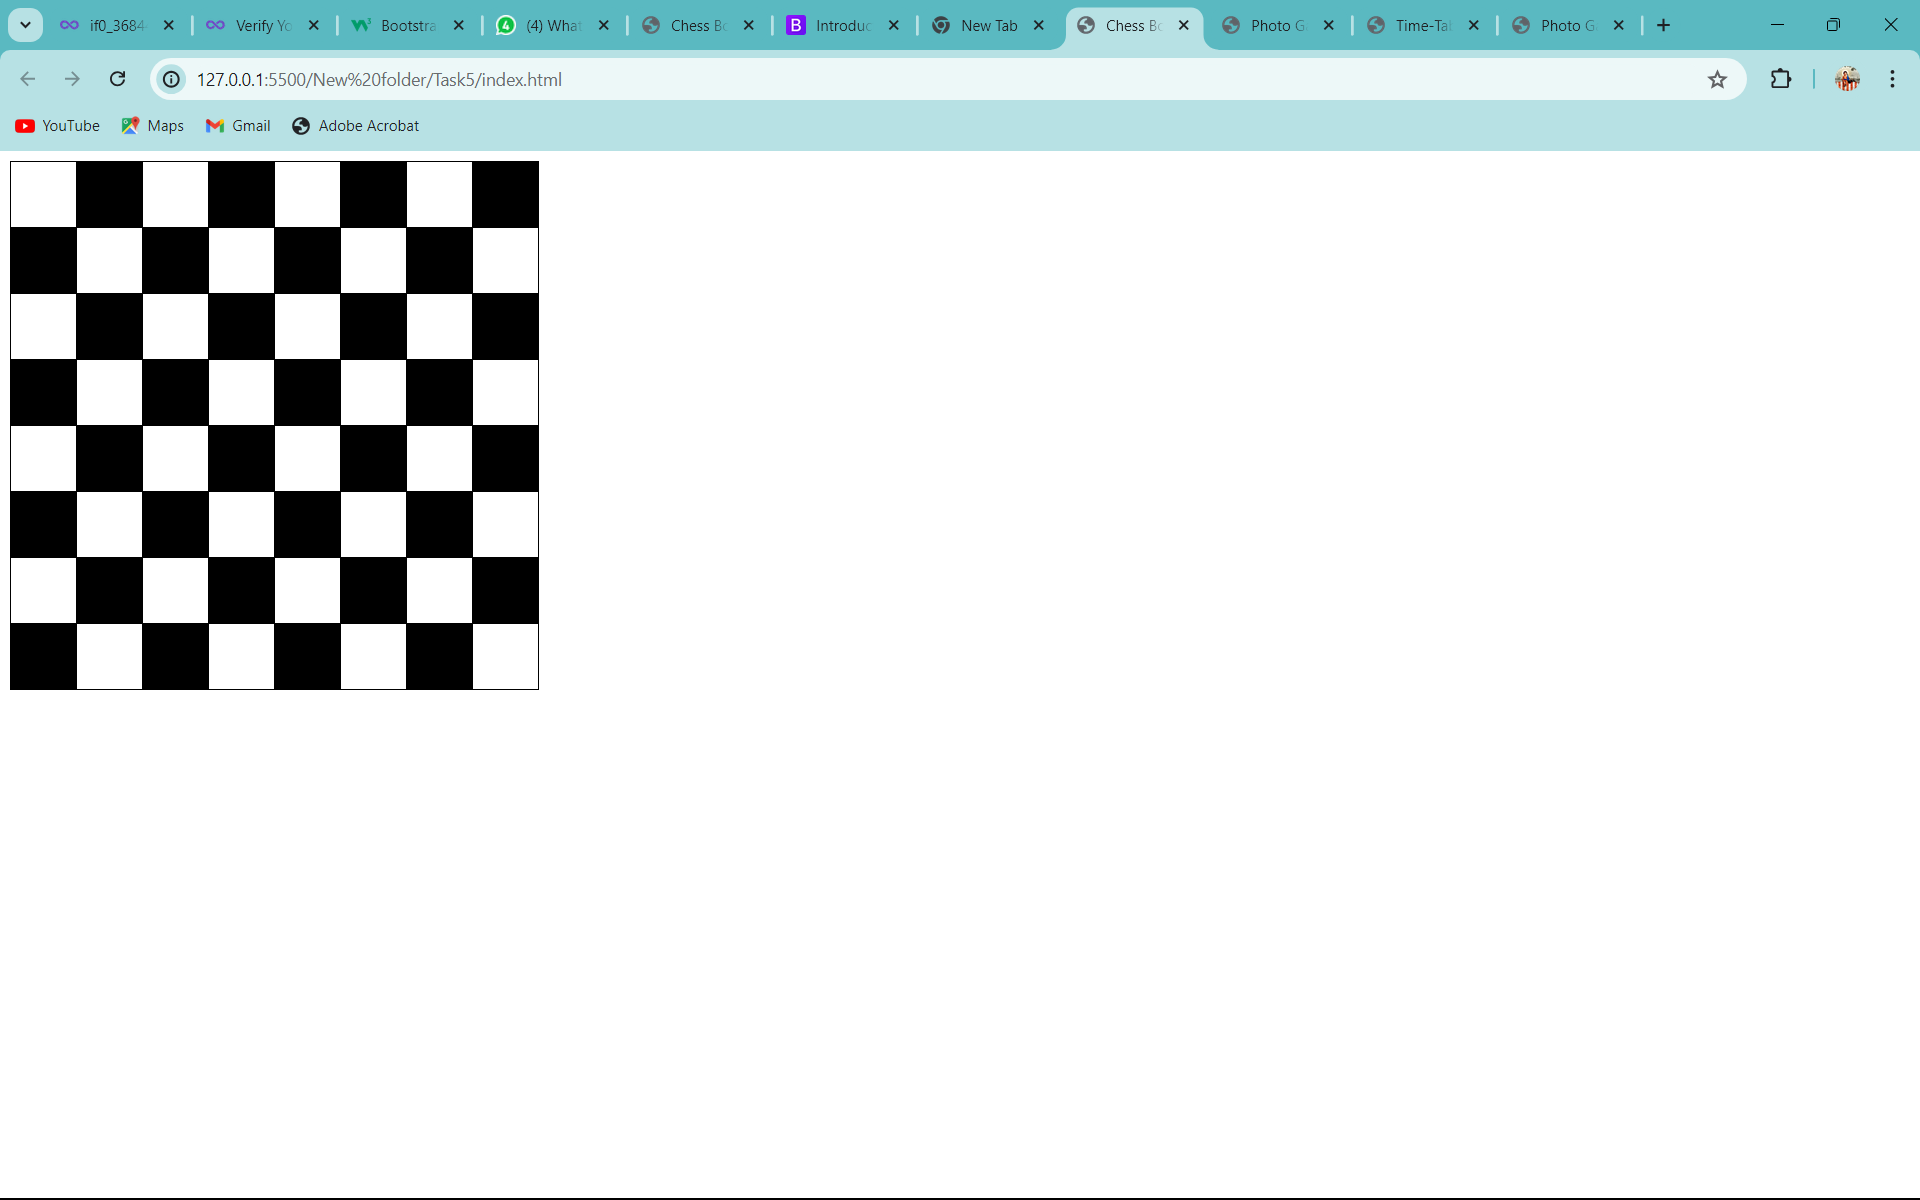 if0_3684 Verify Yo Bootstra (4) What Chess Bo Introduc New Tab Chess Bo Photo G Time-Tab Photo G
127.0.0.1:5500/New%20folder/Task5/index.html
YouTube Maps Gmail Adobe Acrobat